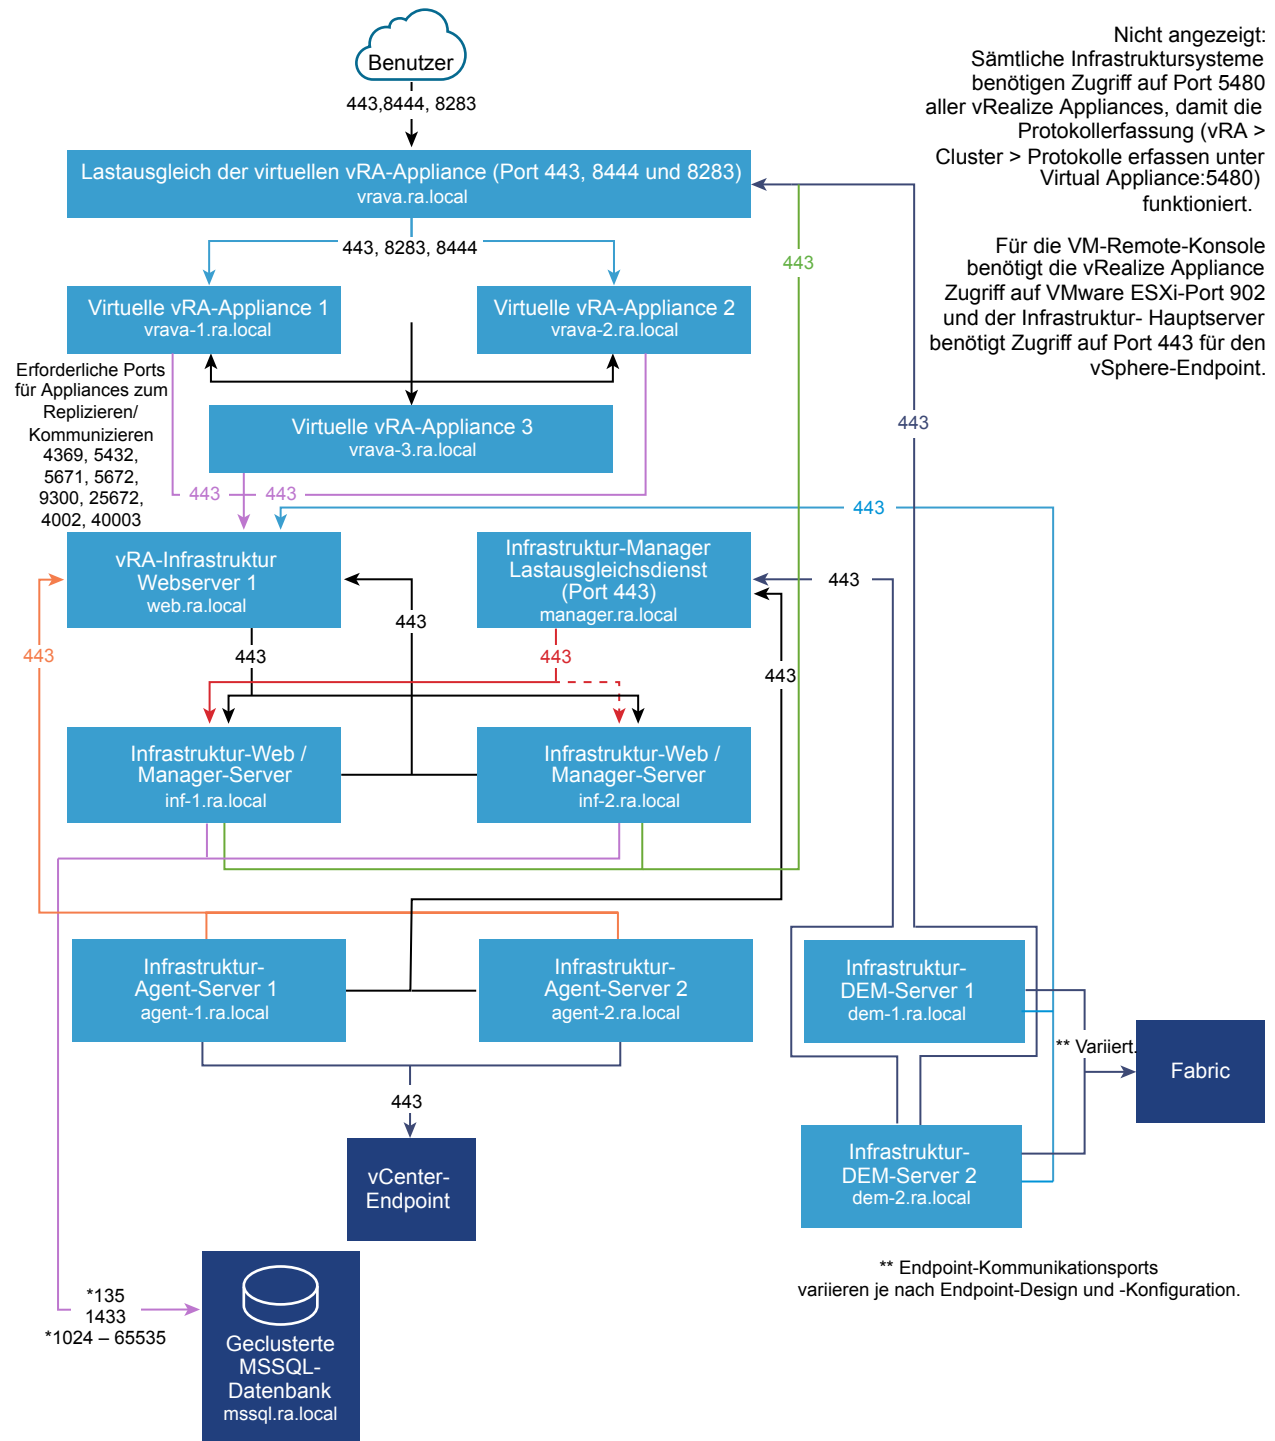 Benutzer
443,8444, 8283
Nicht angezeigt:
Sämtliche Infrastruktursysteme
benötigen Zugriff auf Port 5480
aller vRealize Appliances, damit die
Protokollerfassung (vRA >
Cluster > Protokolle erfassen unter
Virtual Appliance:5480)
funktioniert.
Für die VM-Remote-Konsole
benötigt die vRealize Appliance
Zugriff auf VMware ESXi-Port 902
und der Infrastruktur- Hauptserver
benötigt Zugriff auf Port 443 für den
vSphere-Endpoint.
Lastausgleich der virtuellen vRA-Appliance (Port 443, 8444 und 8283)
vrava.ra.local
443, 8283, 8444
443
Virtuelle vRA-Appliance 1
vrava-1.ra.local
Virtuelle vRA-Appliance 2
vrava-2.ra.local
Erforderliche Ports
für Appliances zum
Replizieren/
Kommunizieren
4369, 5432,
5671, 5672,
9300, 25672,
4002, 40003
Virtuelle vRA-Appliance 3
vrava-3.ra.local
443
443
443
443
vRA-Infrastruktur
Webserver 1
web.ra.local
Infrastruktur-Manager
Lastausgleichsdienst
(Port 443)
manager.ra.local
443
443
443
443
443
443
Infrastruktur-Web /
Manager-Server
inf-1.ra.local
Infrastruktur-Web /
Manager-Server
inf-2.ra.local
Infrastruktur-
Agent-Server 1
agent-1.ra.local
Infrastruktur-
Agent-Server 2
agent-2.ra.local
Infrastruktur-
DEM-Server 1
dem-1.ra.local
** Variiert.
Fabric
443
vCenter-
Endpoint
Infrastruktur-
DEM-Server 2
dem-2.ra.local
** Endpoint-Kommunikationsports
variieren je nach Endpoint-Design und -Konfiguration.
*135
1433
*1024 – 65535
Geclusterte
MSSQL-
Datenbank
mssql.ra.local